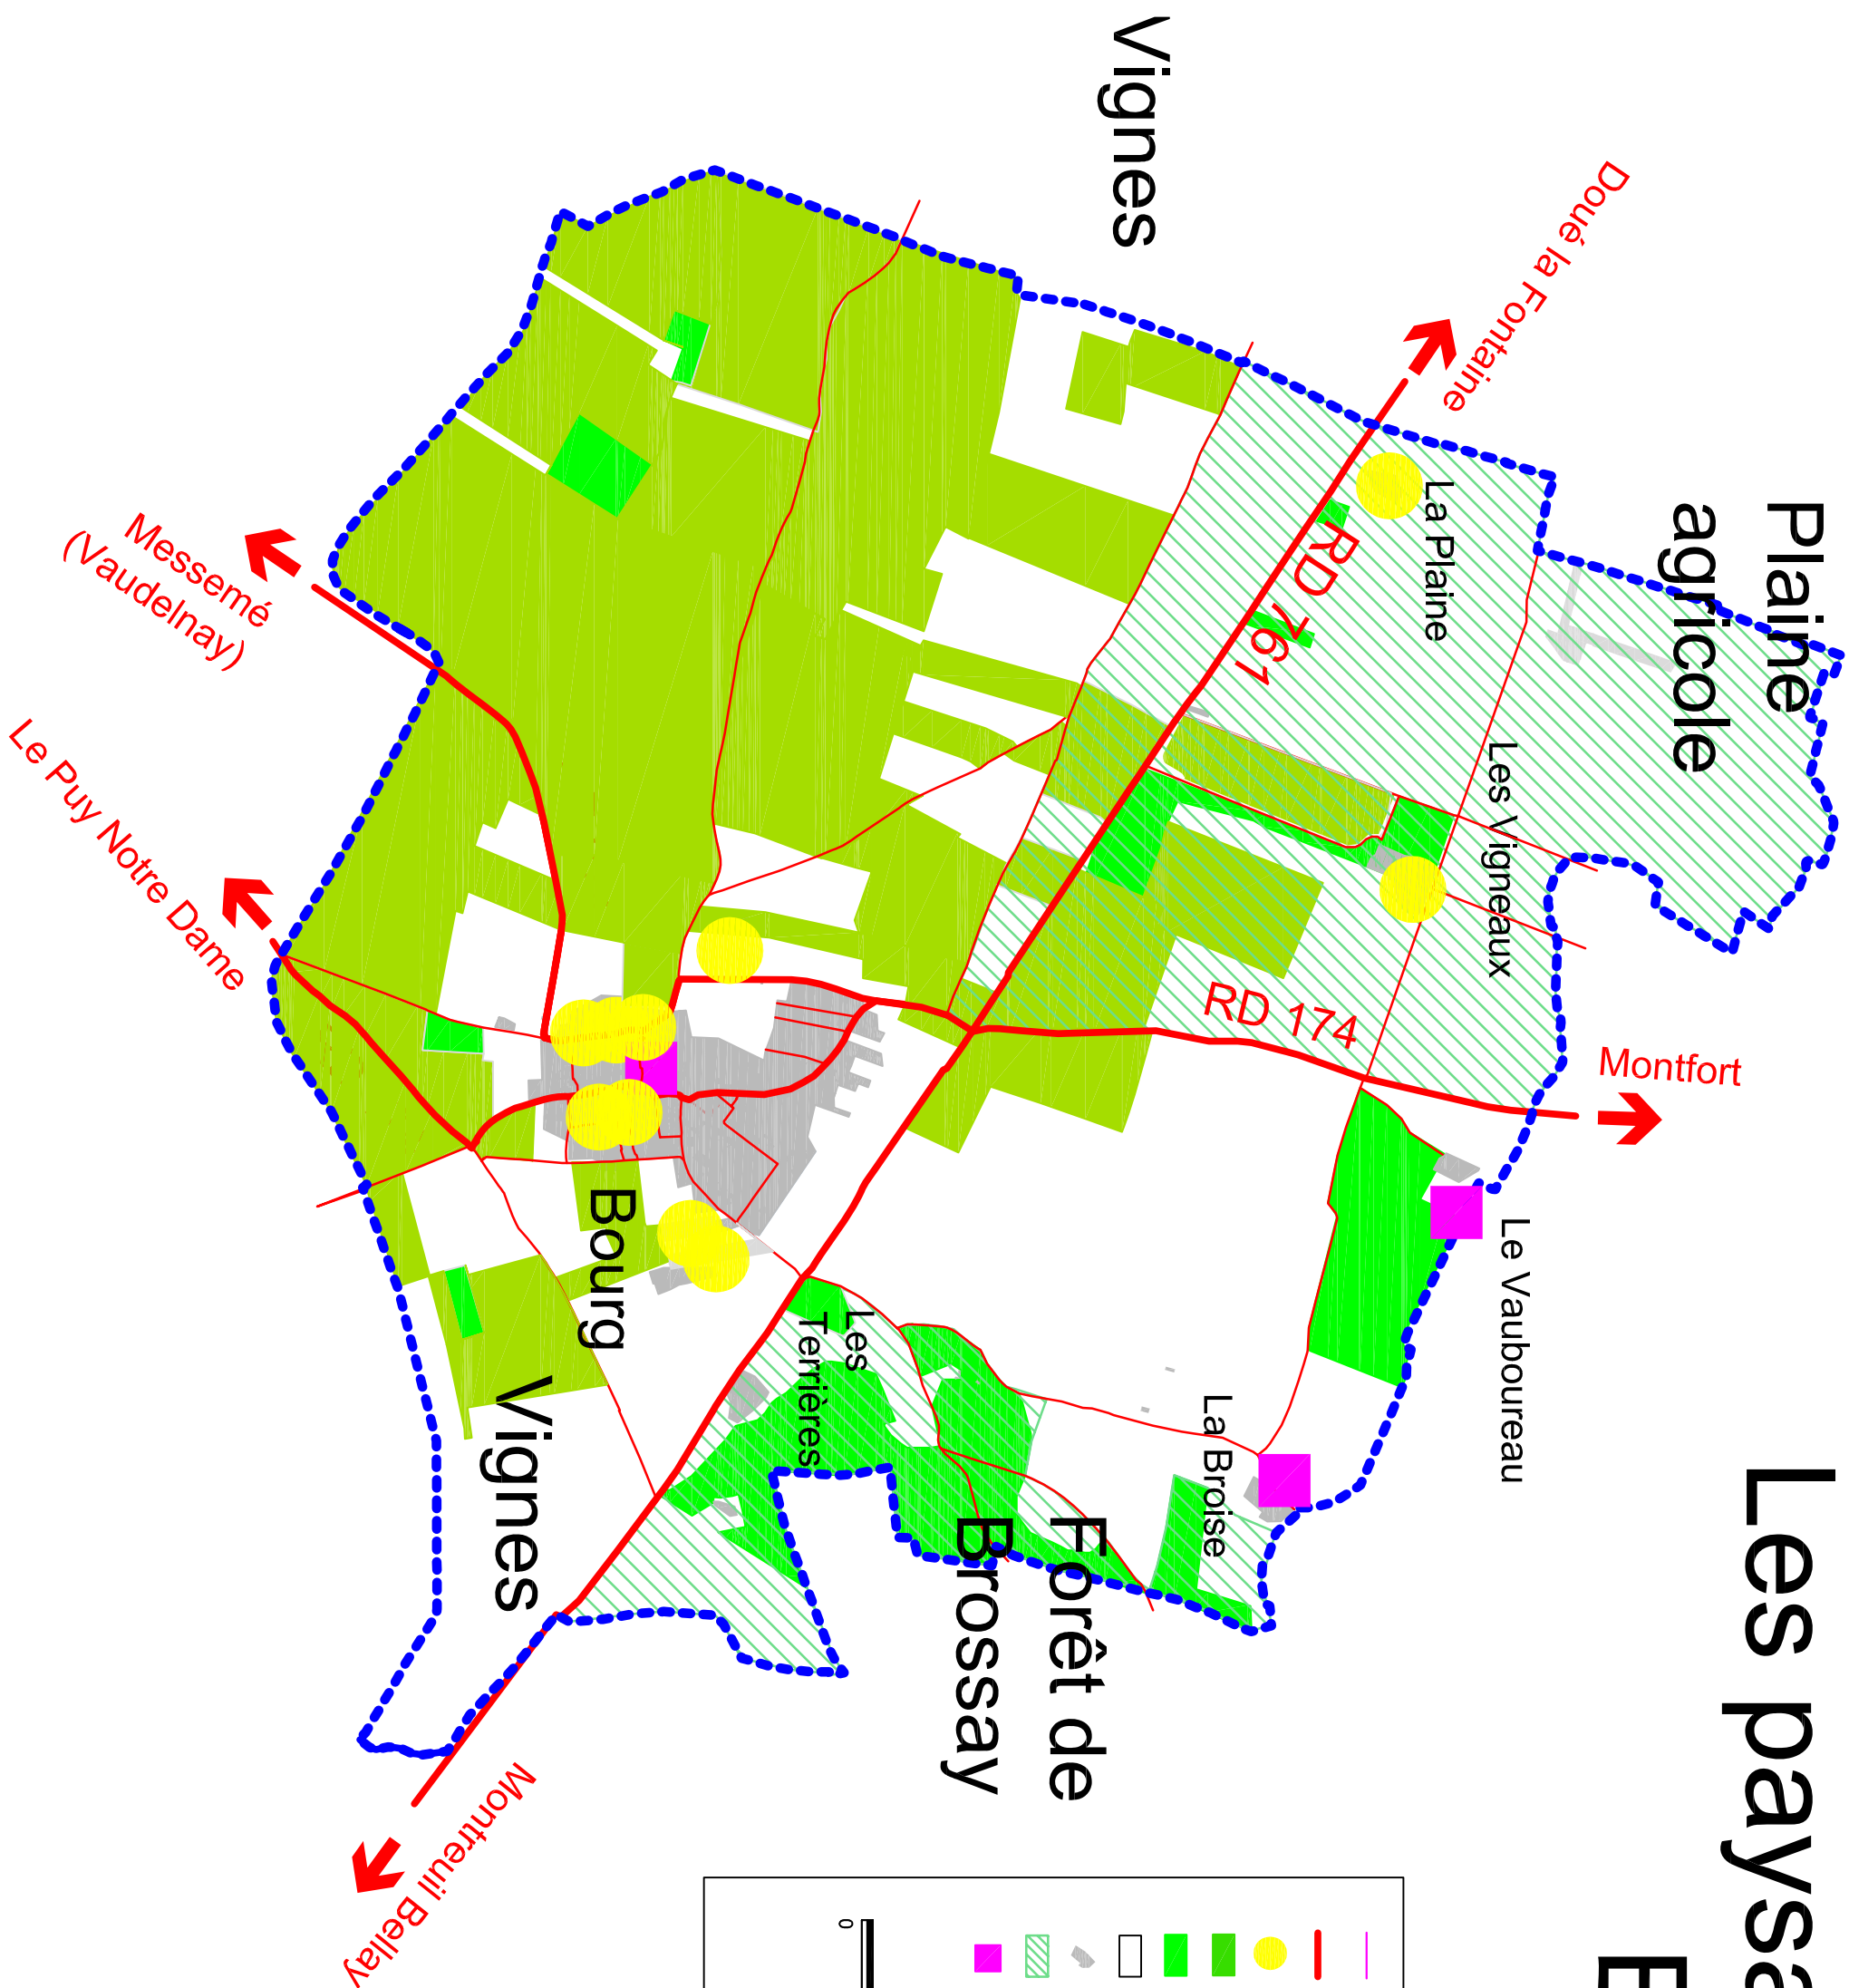 Les paysa
E
Plaine
agricole
Vignes
Doué la Fontaine
La Plaine
RD 761
Les Vigneaux
RD 174
Montfort
Le Vauboureau
La Broise
Forêt de
Brossay
Les
Terrières
Bourg
Vignes
Messemé
(Vaudelnay)
Le Puy Notre Dame
Montreuil Bellay
0